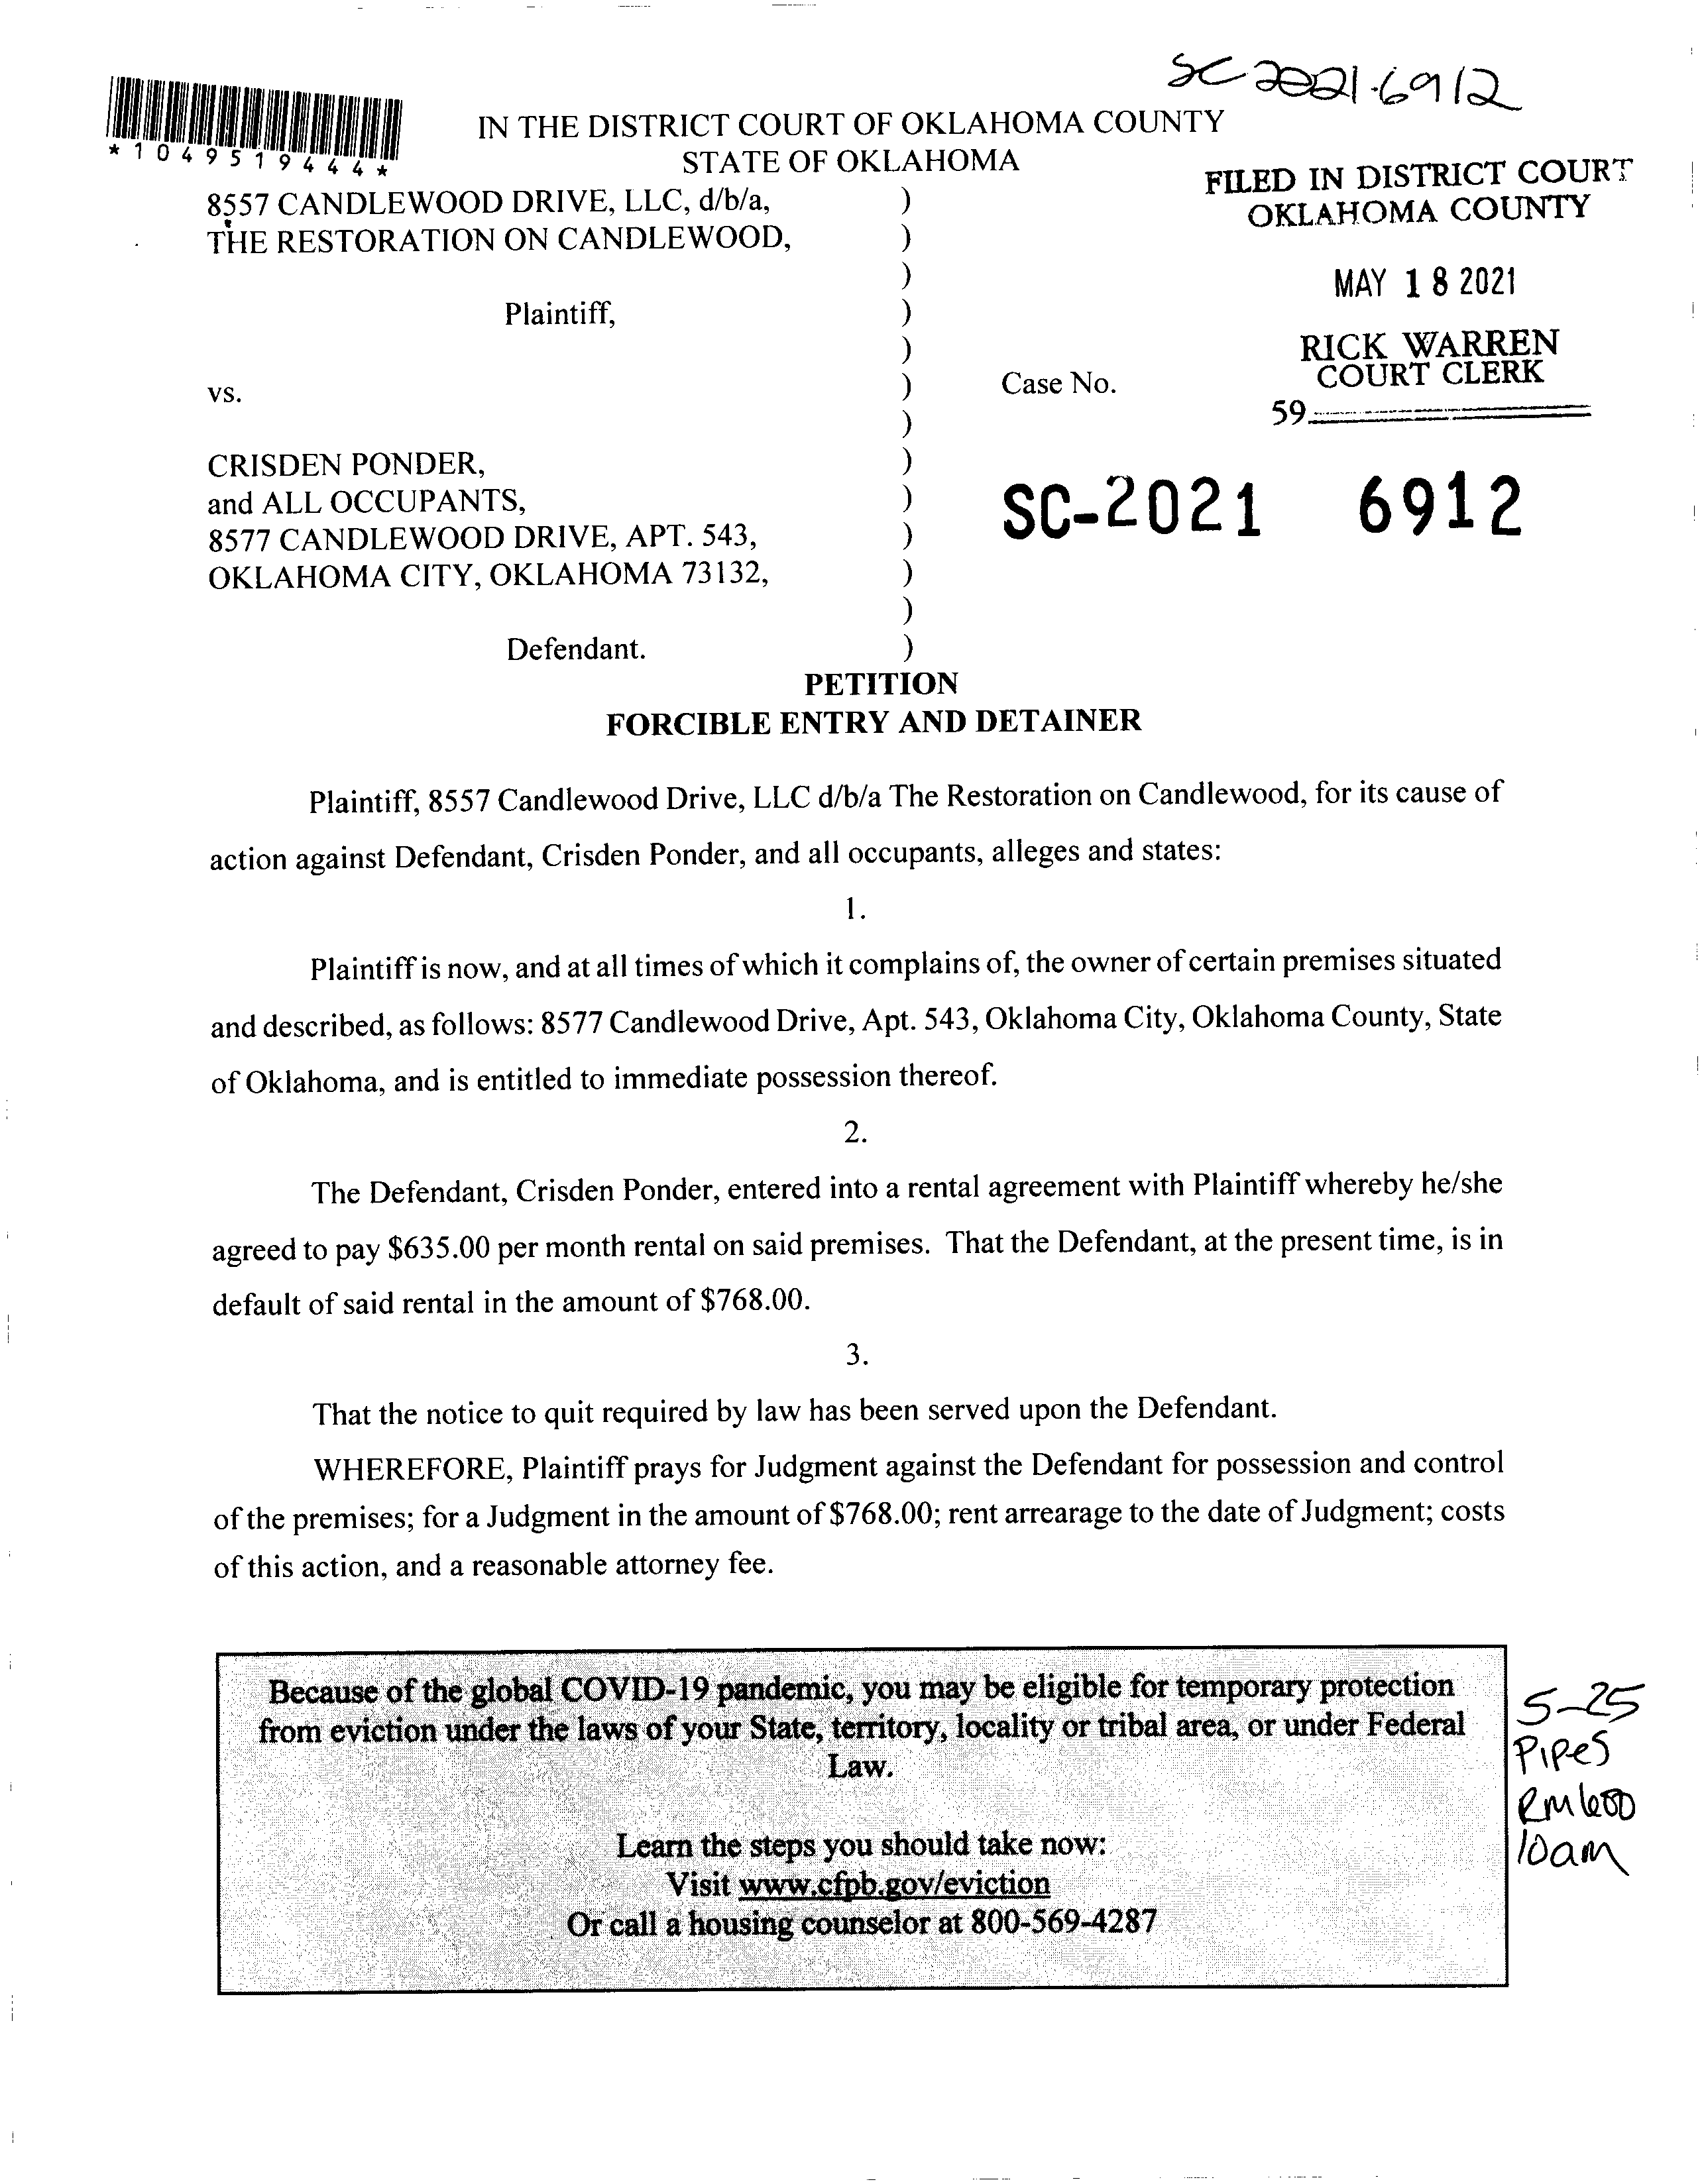 SC-2021-6912
*1049519444*
IN THE DISTRICT COURT OF OKLAHOMA COUNTY
STATE OF OKLAHOMA
FILED IN DISTRICT COURT
OKLAHOMA COUNTY
MAY 18 2021
RICK WARREN
COURT CLERK
59
8557 CANDLEWOOD DRIVE, LLC, d/b/a, )
THE RESTORATION ON CANDLEWOOD, )
)
Plaintiff, )
)
vs. ) Case No.
)
CRISDEN PONDER, )
and ALL OCCUPANTS, ) SC-2021 6912
8577 CANDLEWOOD DRIVE, APT. 543, )
OKLAHOMA CITY, OKLAHOMA 73132, )
)
Defendant. )
PETITION
FORCIBLE ENTRY AND DETAINER
Plaintiff, 8557 Candlewood Drive, LLC d/b/a The Restoration on Candlewood, for its cause of
action against Defendant, Crisden Ponder, and all occupants, alleges and states:
1.
Plaintiff is now, and at all times of which it complains of, the owner of certain premises situated
and described, as follows: 8577 Candlewood Drive, Apt. 543, Oklahoma City, Oklahoma County, State
of Oklahoma, and is entitled to immediate possession thereof.
2.
The Defendant, Crisden Ponder, entered into a rental agreement with Plaintiff whereby he/she
agreed to pay $635.00 per month rental on said premises. That the Defendant, at the present time, is in
default of said rental in the amount of $768.00.
3.
That the notice to quit required by law has been served upon the Defendant.
WHEREFORE, Plaintiff prays for Judgment against the Defendant for possession and control
of the premises; for a Judgment in the amount of $768.00; rent arrearage to the date of Judgment; costs
of this action, and a reasonable attorney fee.
Because of the global COVID-19 pandemic, you may be eligible for temporary protection
from eviction under the laws of your State, territory, locality or tribal area, or under Federal
Law.
Learn the steps you should take now:
Visit www.cfpb.gov/eviction
Or call a housing counselor at 800-569-4287
5-25
Pipes
Rm 600
10am